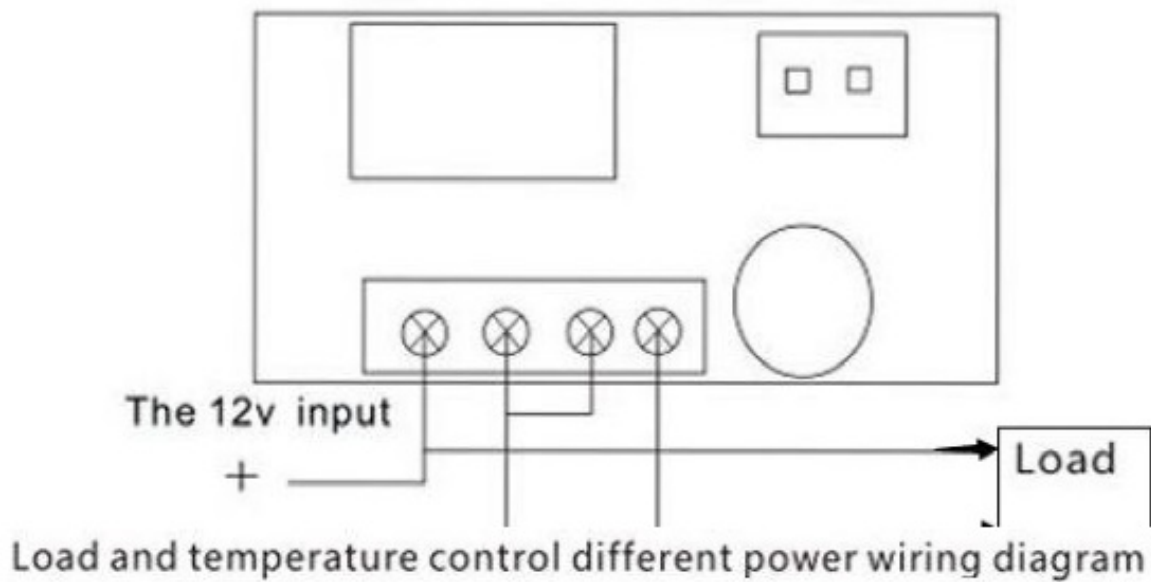 The 12v input
+
Load
Load and temperature control different power wiring diagram